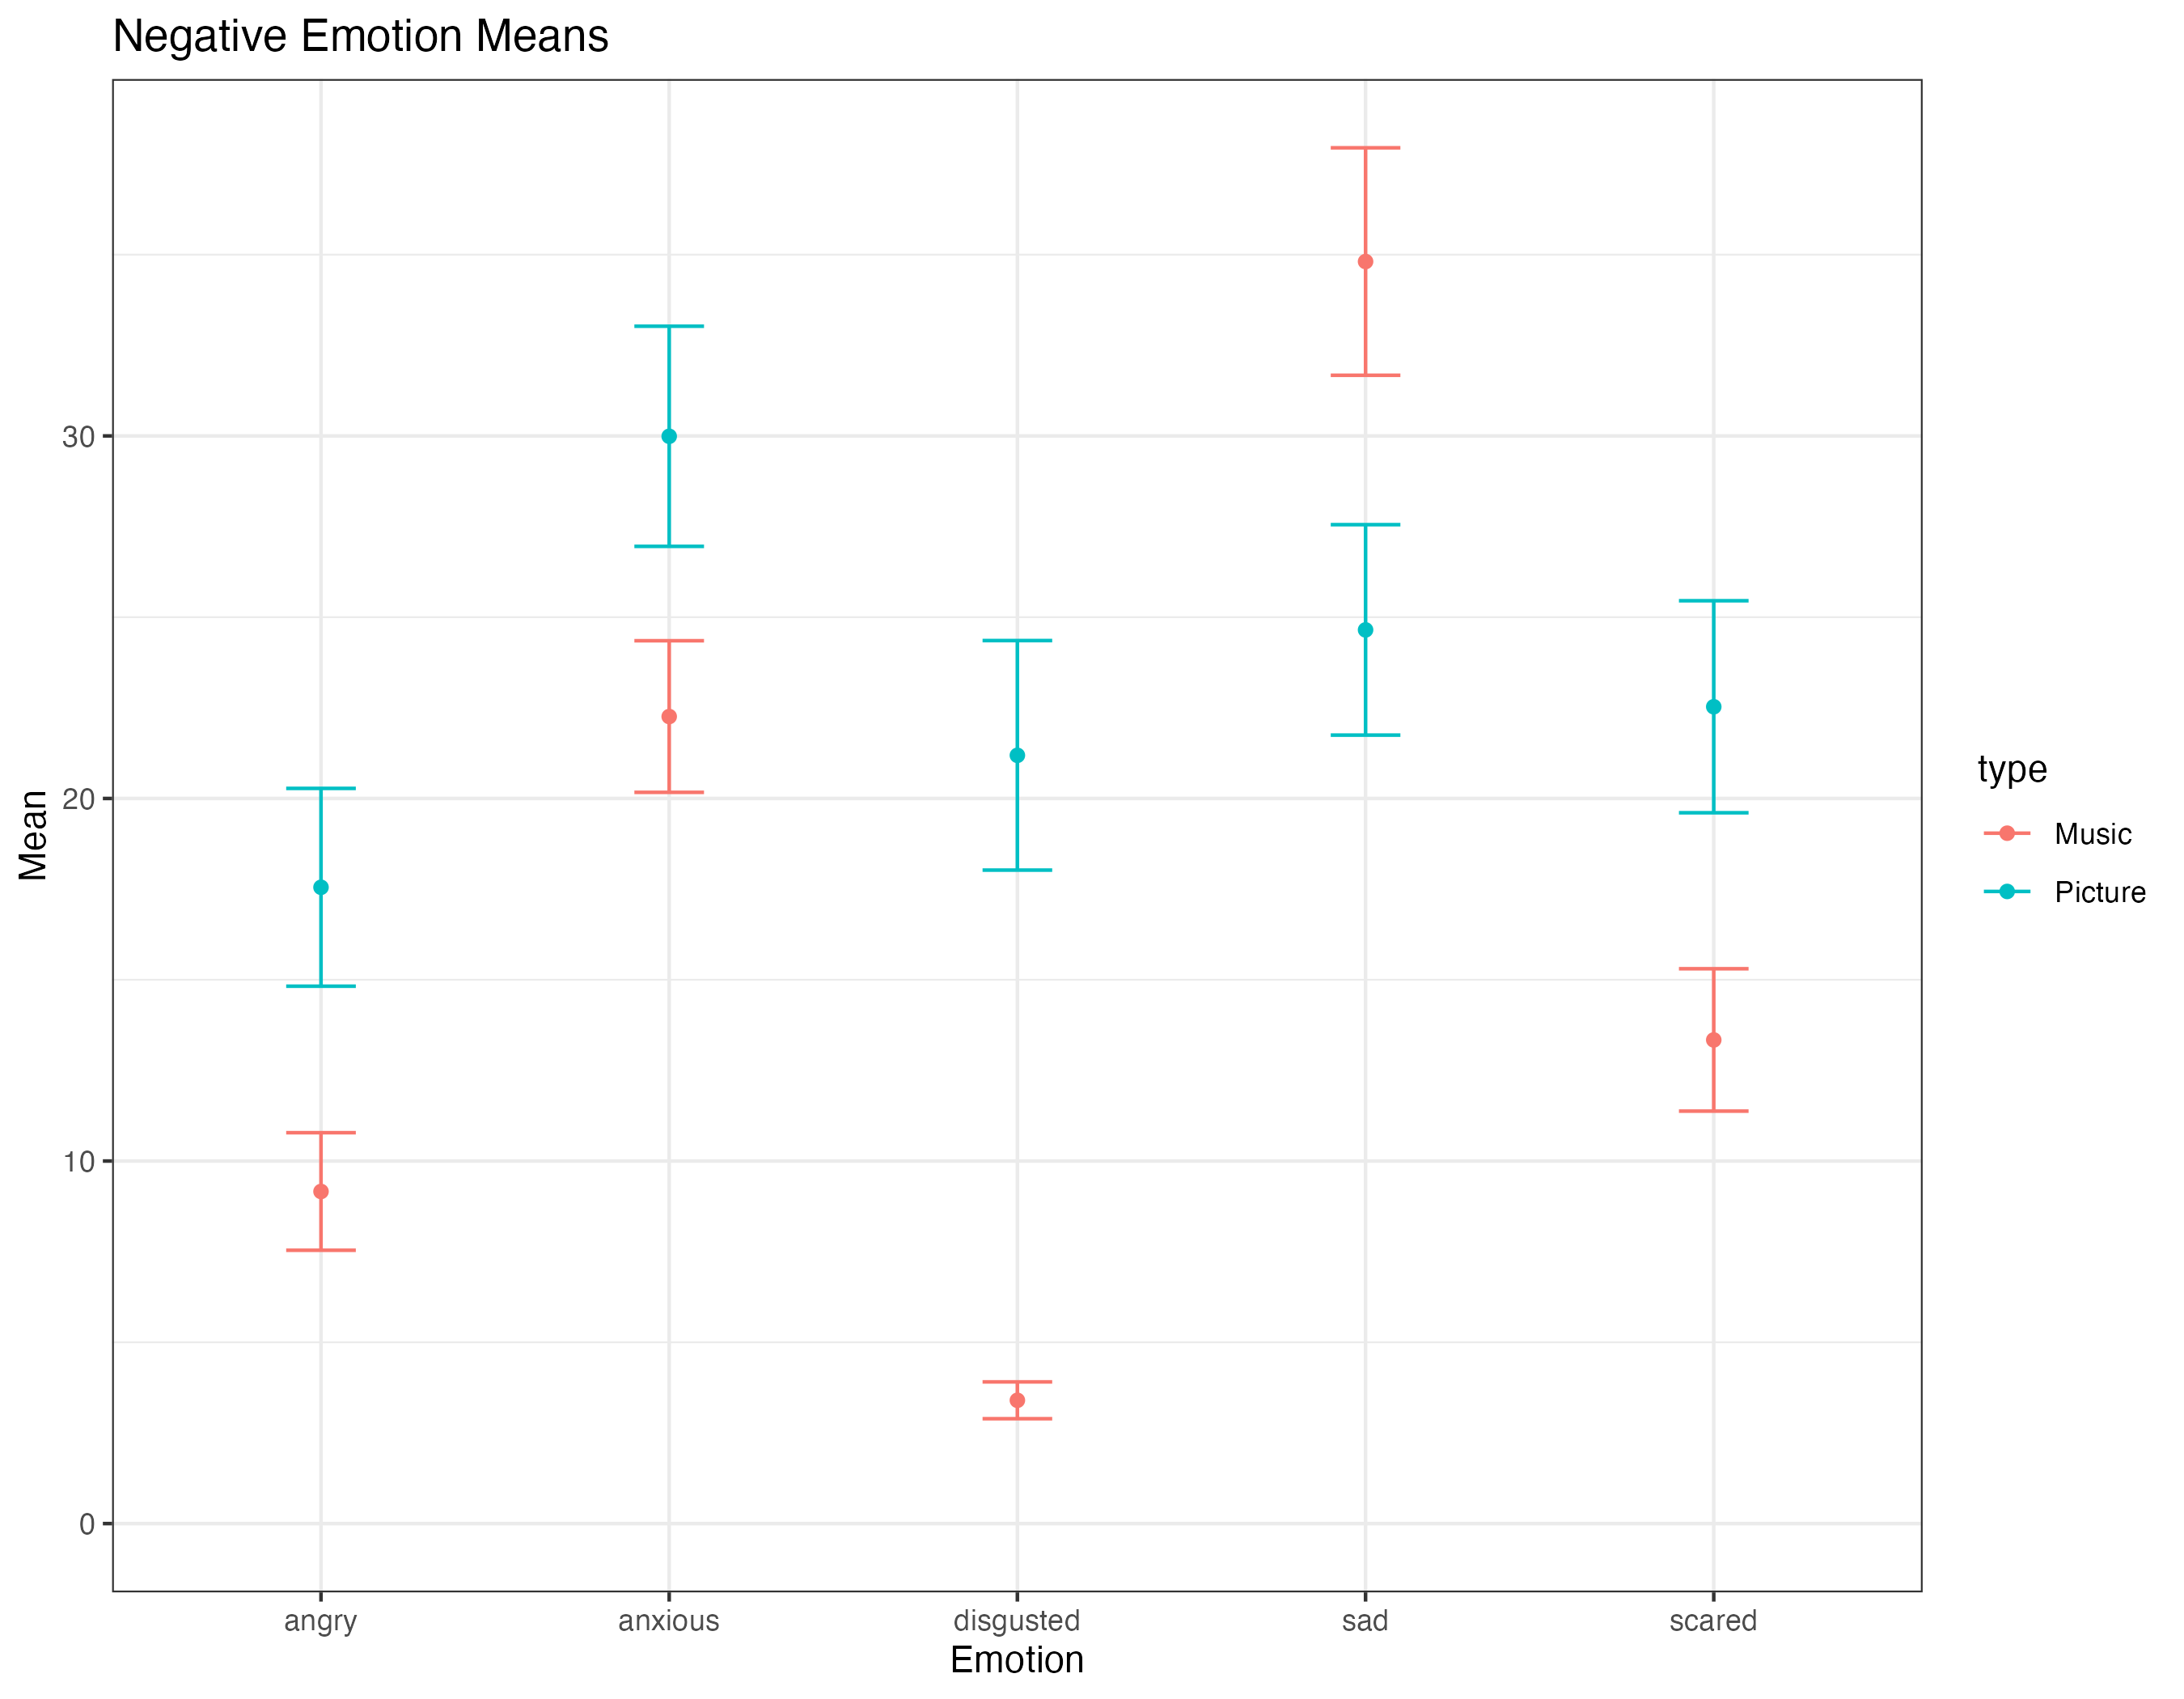 Negative Emotion Means
Mean
30
20
10
0
angry anxious disgusted sad scared
Emotion
type
Music
Picture